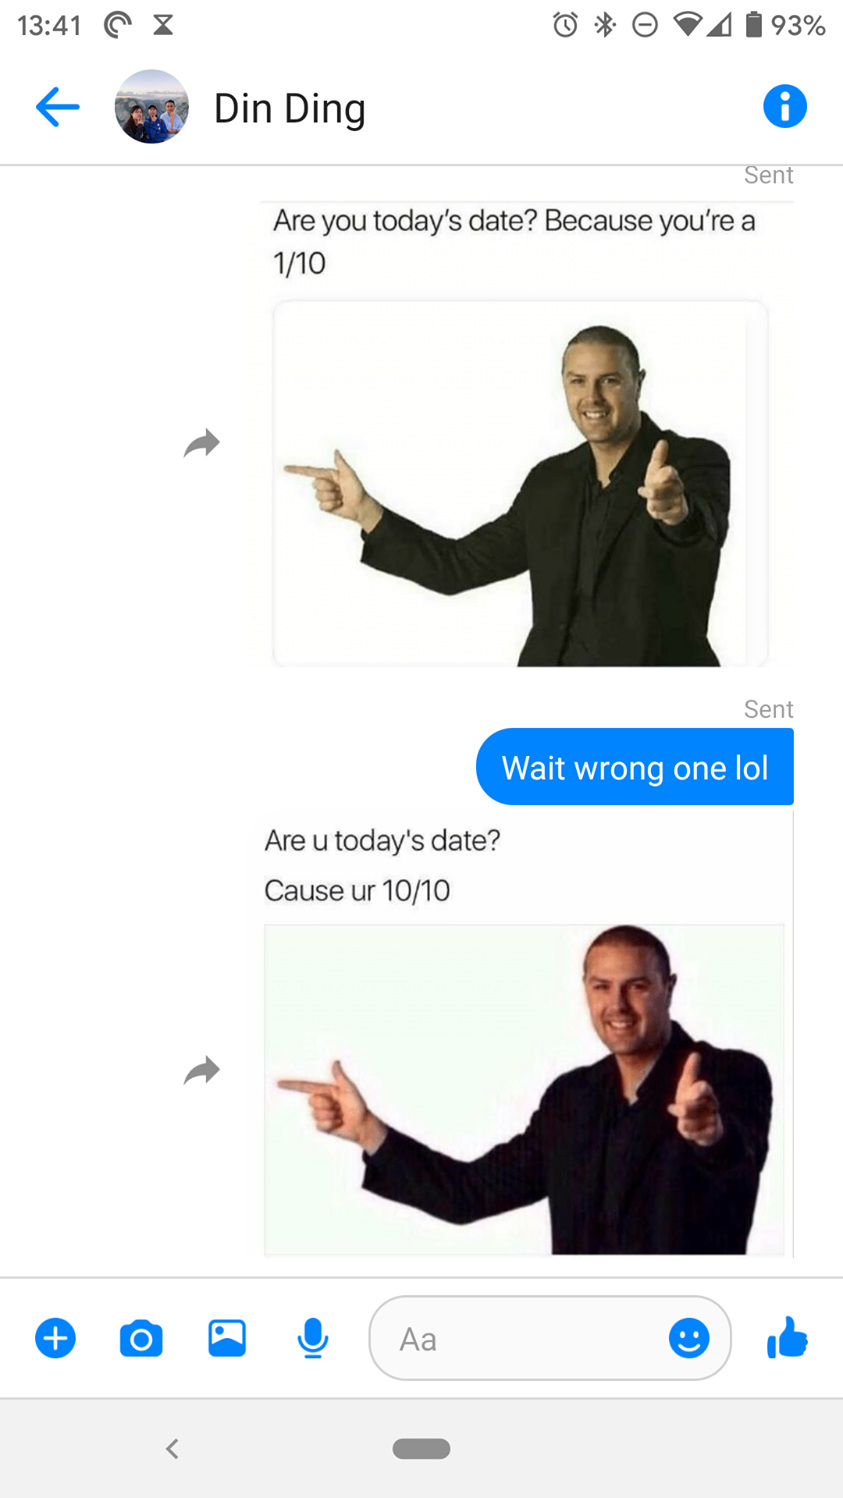 13:41
93%
Din Ding
Sent
Are you today's date? Because you're a
1/10
Sent
Wait wrong one lol
Are u today's date?
Cause ur 10/10
Aa